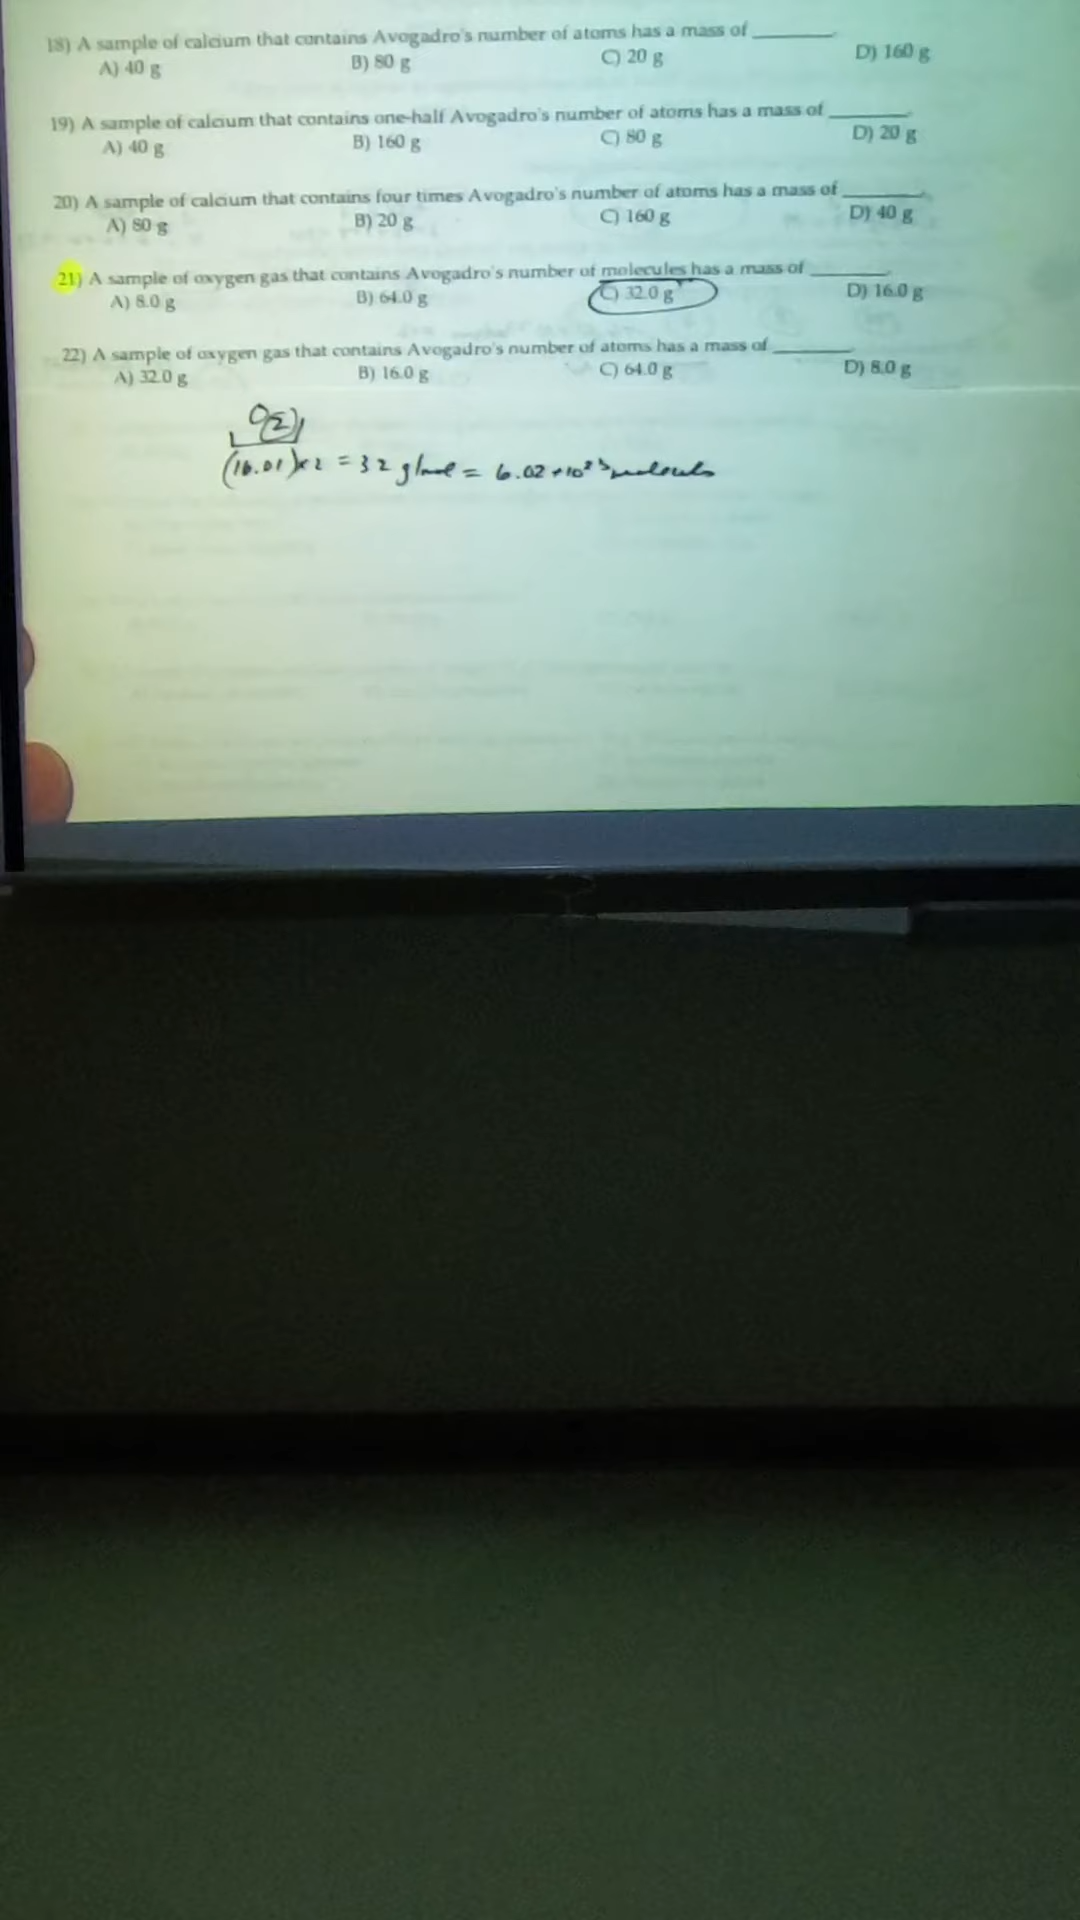 18) A sample of calcium that contains Avogadro's number of atoms has a mass of ________.
A) 40 g B) 80 g C) 20 g D) 160 g
19) A sample of calcium that contains one-half Avogadro's number of atoms has a mass of ________.
A) 40 g B) 160 g C) 80 g D) 20 g
20) A sample of calcium that contains four times Avogadro's number of atoms has a mass of ________.
A) 80 g B) 20 g C) 160 g D) 40 g
21) A sample of oxygen gas that contains Avogadro's number of molecules has a mass of ________.
A) 8.0 g B) 64.0 g C) 32.0 g D) 16.0 g
22) A sample of oxygen gas that contains Avogadro's number of atoms has a mass of ________.
A) 32.0 g B) 16.0 g C) 64.0 g D) 8.0 g
O2
(16.01)x2 = 32 g/mole = 6.02 x 10²³ molecules